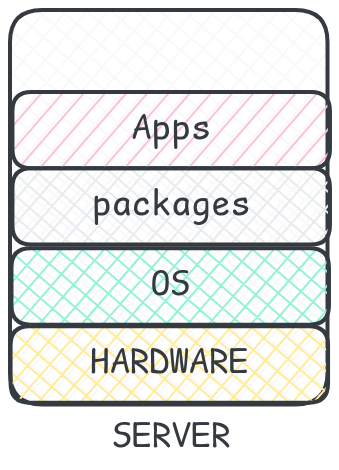 Apps
packages
OS
HARDWARE
SERVER